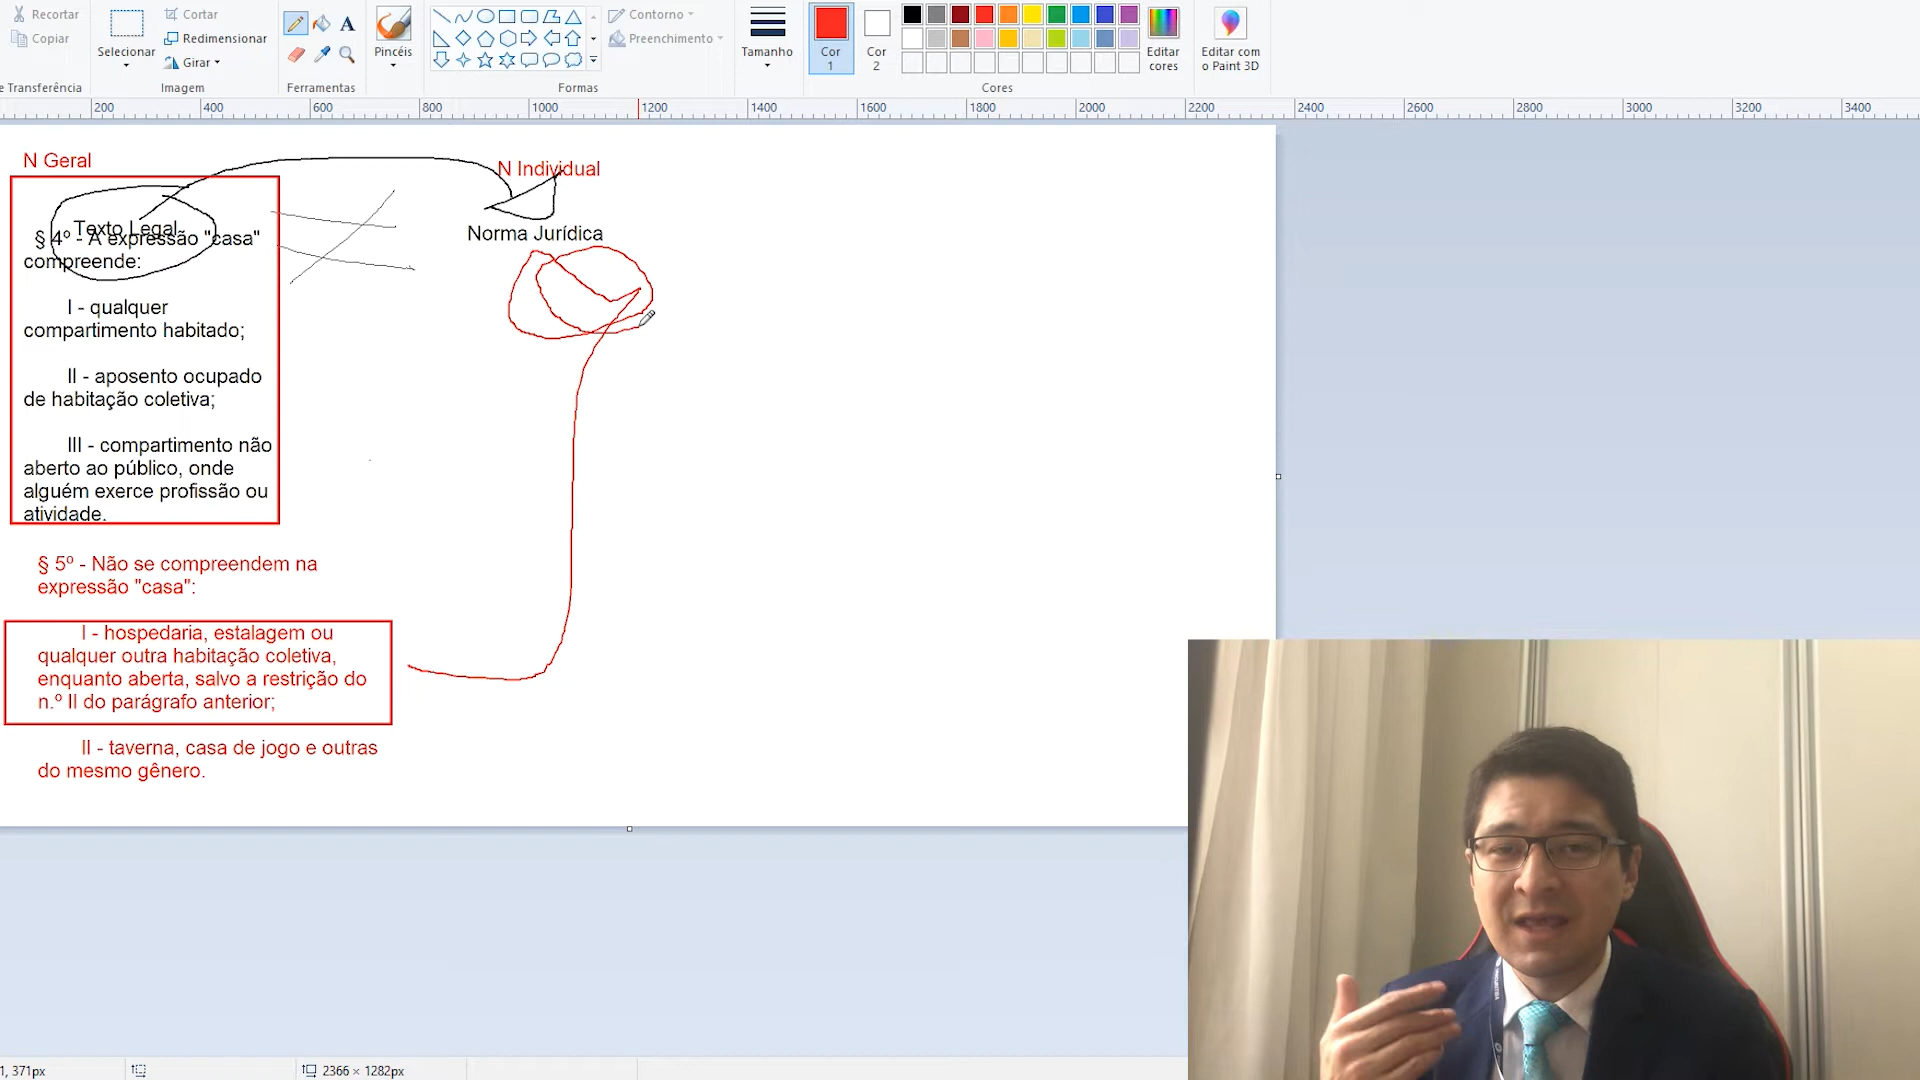 Recortar
Copiar
e Transferência
Selecionar
Cortar
Redimensionar
Girar
Imagem
A
Ferramentas
Pincéis
Contorno
Preenchimento
Formas
Tamanho
Cor
1
Cor
2
Cores
Editar
cores
Editar com
o Paint 3D
200 400 600 800 1000 1200 1400 1600 1800 2000 2200 2400 2600 2800 3000 3200 3400
N Geral
N Individual
Texto Legal
Norma Jurídica
§ 4º - A expressão "casa"
compreende:
I - qualquer
compartimento habitado;
II - aposento ocupado
de habitação coletiva;
III - compartimento não
aberto ao público, onde
alguém exerce profissão ou
atividade.
§ 5º - Não se compreendem na
expressão "casa":
I - hospedaria, estalagem ou
qualquer outra habitação coletiva,
enquanto aberta, salvo a restrição do
n.º II do parágrafo anterior;
II - taverna, casa de jogo e outras
do mesmo gênero.
1, 371px
2366 × 1282px